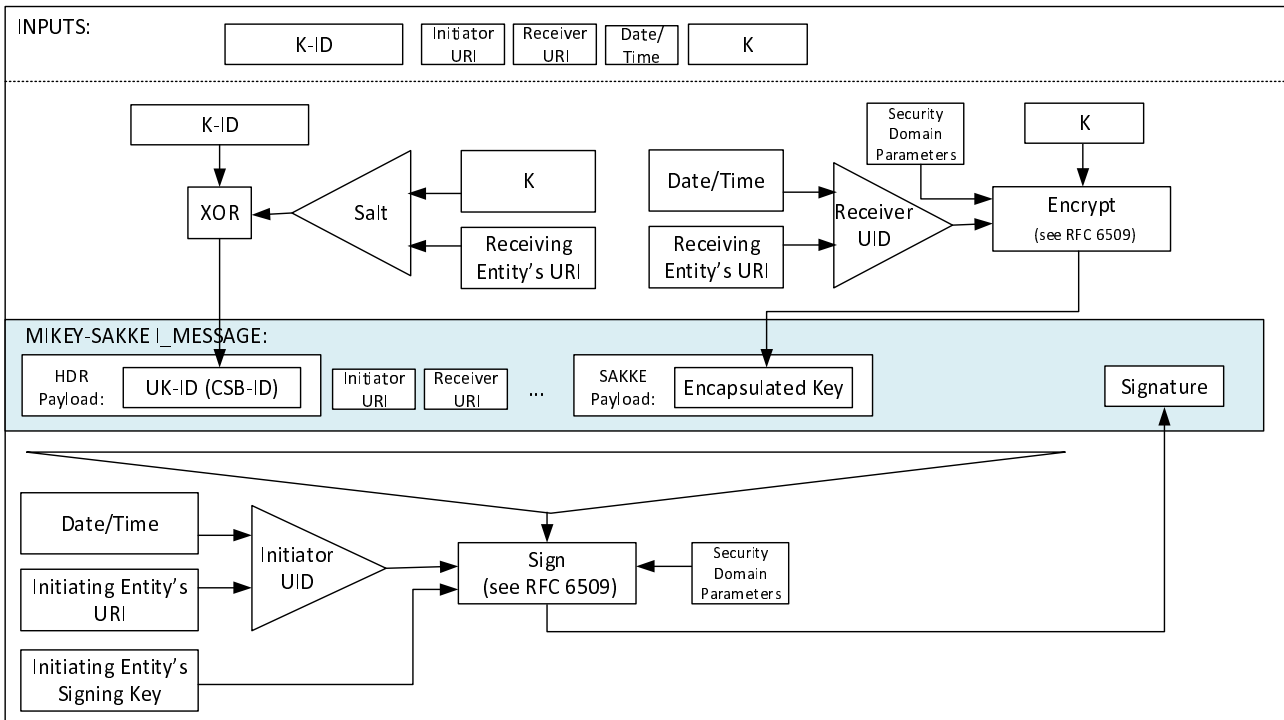 INPUTS:
K-ID
Initiator
URI
Receiver
URI
Date/
Time
K
K-ID
XOR
Salt
K
Receiving
Entity's URI
Date/Time
Receiving
Entity's URI
Receiver
UID
Security
Domain
Parameters
K
Encrypt
(see RFC 6509)
MIKEY-SAKKE I_MESSAGE:
HDR
Payload:
UK-ID (CSB-ID)
Initiator
URI
Receiver
URI
...
SAKKE
Payload:
Encapsulated Key
Signature
Date/Time
Initiating Entity's
URI
Initiating Entity's
Signing Key
Initiator
UID
Sign
(see RFC 6509)
Security
Domain
Parameters